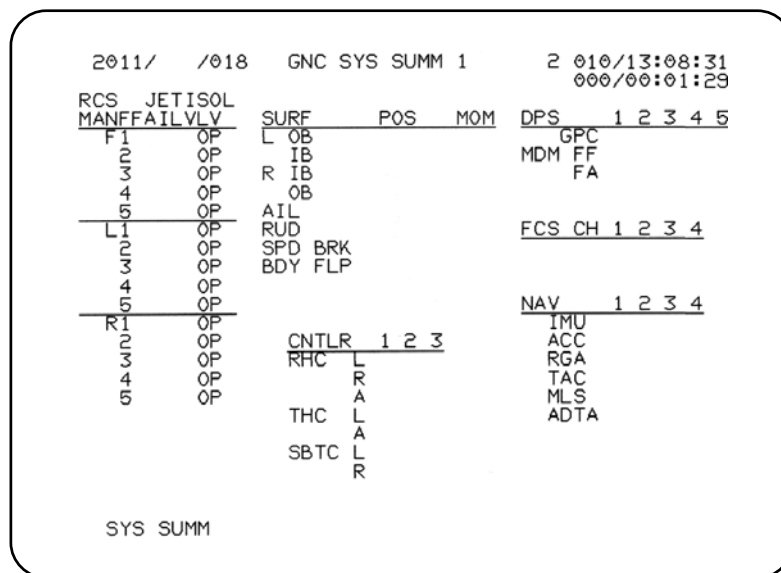 2011/ /018 GNC SYS SUMM 1 2 010/13:08:31
000/00:01:29
RCS JETISOL
MANFFAILVLV SURF POS MOM DPS 1 2 3 4 5
F1 OP L OB GPC
2 OP IB MDM FF
3 OP R IB FA
4 OP OB
5 OP AIL
L1 OP RUD FCS CH 1 2 3 4
2 OP SPD BRK
3 OP BDY FLP
4 OP
5 OP NAV 1 2 3 4
R1 OP IMU
2 OP CNTLR 1 2 3 ACC
3 OP RHC L RGA
4 OP R TAC
5 OP A MLS
THC L ADTA
A
SBTC L
R
SYS SUMM